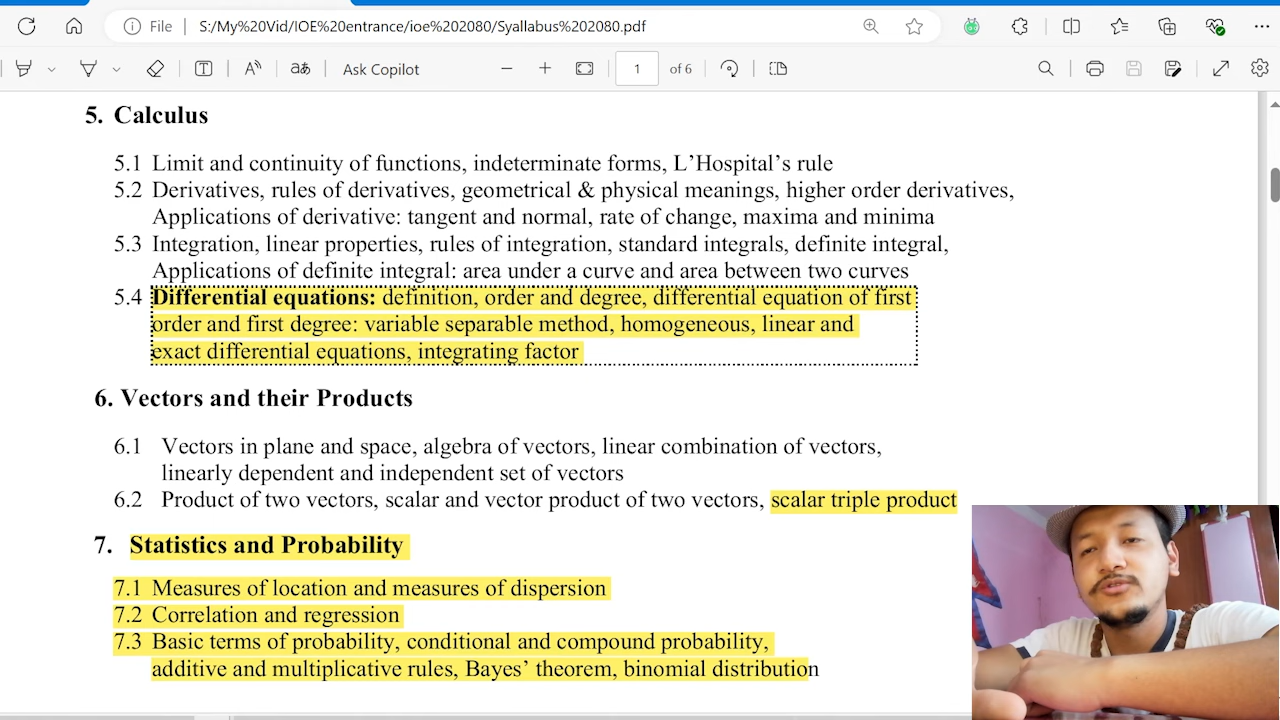 File
S:/My%20Vid/IOE%20entrance/ioe%202080/Syallabus%202080.pdf
Ask Copilot
1
of 6
5. Calculus
5.1 Limit and continuity of functions, indeterminate forms, L’Hospital’s rule
5.2 Derivatives, rules of derivatives, geometrical & physical meanings, higher order derivatives,
Applications of derivative: tangent and normal, rate of change, maxima and minima
5.3 Integration, linear properties, rules of integration, standard integrals, definite integral,
Applications of definite integral: area under a curve and area between two curves
5.4 Differential equations: definition, order and degree, differential equation of first
order and first degree: variable separable method, homogeneous, linear and
exact differential equations, integrating factor
6. Vectors and their Products
6.1 Vectors in plane and space, algebra of vectors, linear combination of vectors,
linearly dependent and independent set of vectors
6.2 Product of two vectors, scalar and vector product of two vectors, scalar triple product
7. Statistics and Probability
7.1 Measures of location and measures of dispersion
7.2 Correlation and regression
7.3 Basic terms of probability, conditional and compound probability,
additive and multiplicative rules, Bayes’ theorem, binomial distribution